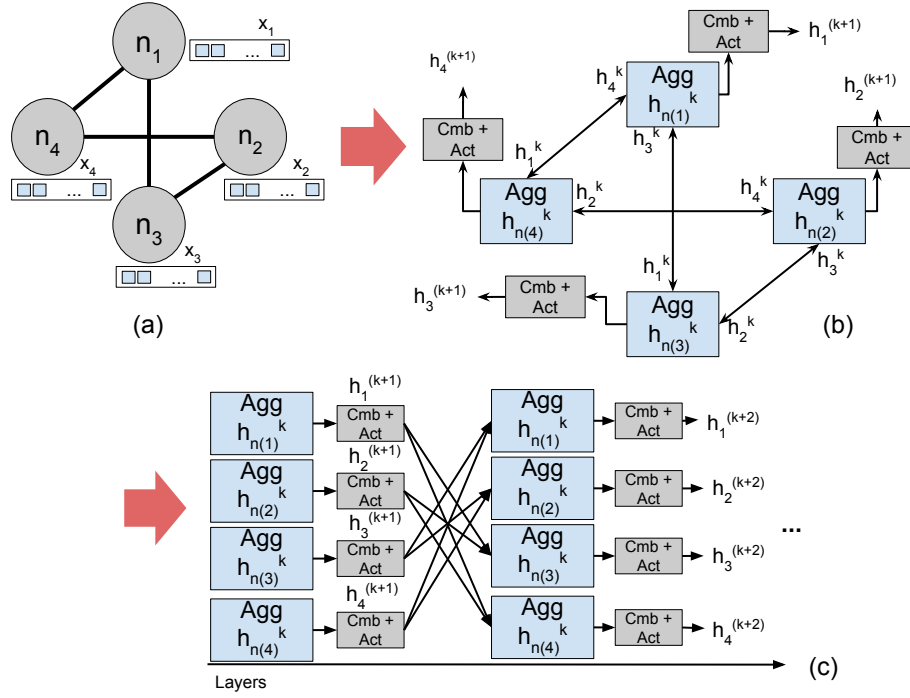 x₁
n₁
n₄
n₂
x₄
... 
x₂
...
n₃
x₃
...
...
(a)
Cmb +
Act
h₁⁽ᵏ⁺¹⁾
h₄⁽ᵏ⁺¹⁾
h₄ᵏ
Agg
hₙ₍₁₎ᵏ
h₂⁽ᵏ⁺¹⁾
Cmb +
Act
h₃ᵏ
Cmb +
Act
h₁ᵏ
Agg
hₙ₍₄₎ᵏ
h₂ᵏ
h₄ᵏ
Agg
hₙ₍₂₎ᵏ
h₁ᵏ
h₃ᵏ
h₃⁽ᵏ⁺¹⁾
Cmb +
Act
Agg
hₙ₍₃₎ᵏ
h₂ᵏ
(b)
h₁⁽ᵏ⁺¹⁾
Agg
hₙ₍₁₎ᵏ
Cmb +
Act
Agg
hₙ₍₁₎ᵏ
Cmb +
Act
h₁⁽ᵏ⁺²⁾
h₂⁽ᵏ⁺¹⁾
Agg
hₙ₍₂₎ᵏ
Cmb +
Act
Agg
hₙ₍₂₎ᵏ
Cmb +
Act
h₂⁽ᵏ⁺²⁾
...
h₃⁽ᵏ⁺¹⁾
Agg
hₙ₍₃₎ᵏ
Cmb +
Act
Agg
hₙ₍₃₎ᵏ
Cmb +
Act
h₃⁽ᵏ⁺²⁾
h₄⁽ᵏ⁺¹⁾
Agg
hₙ₍₄₎ᵏ
Cmb +
Act
Agg
hₙ₍₄₎ᵏ
Cmb +
Act
h₄⁽ᵏ⁺²⁾
Layers
(c)